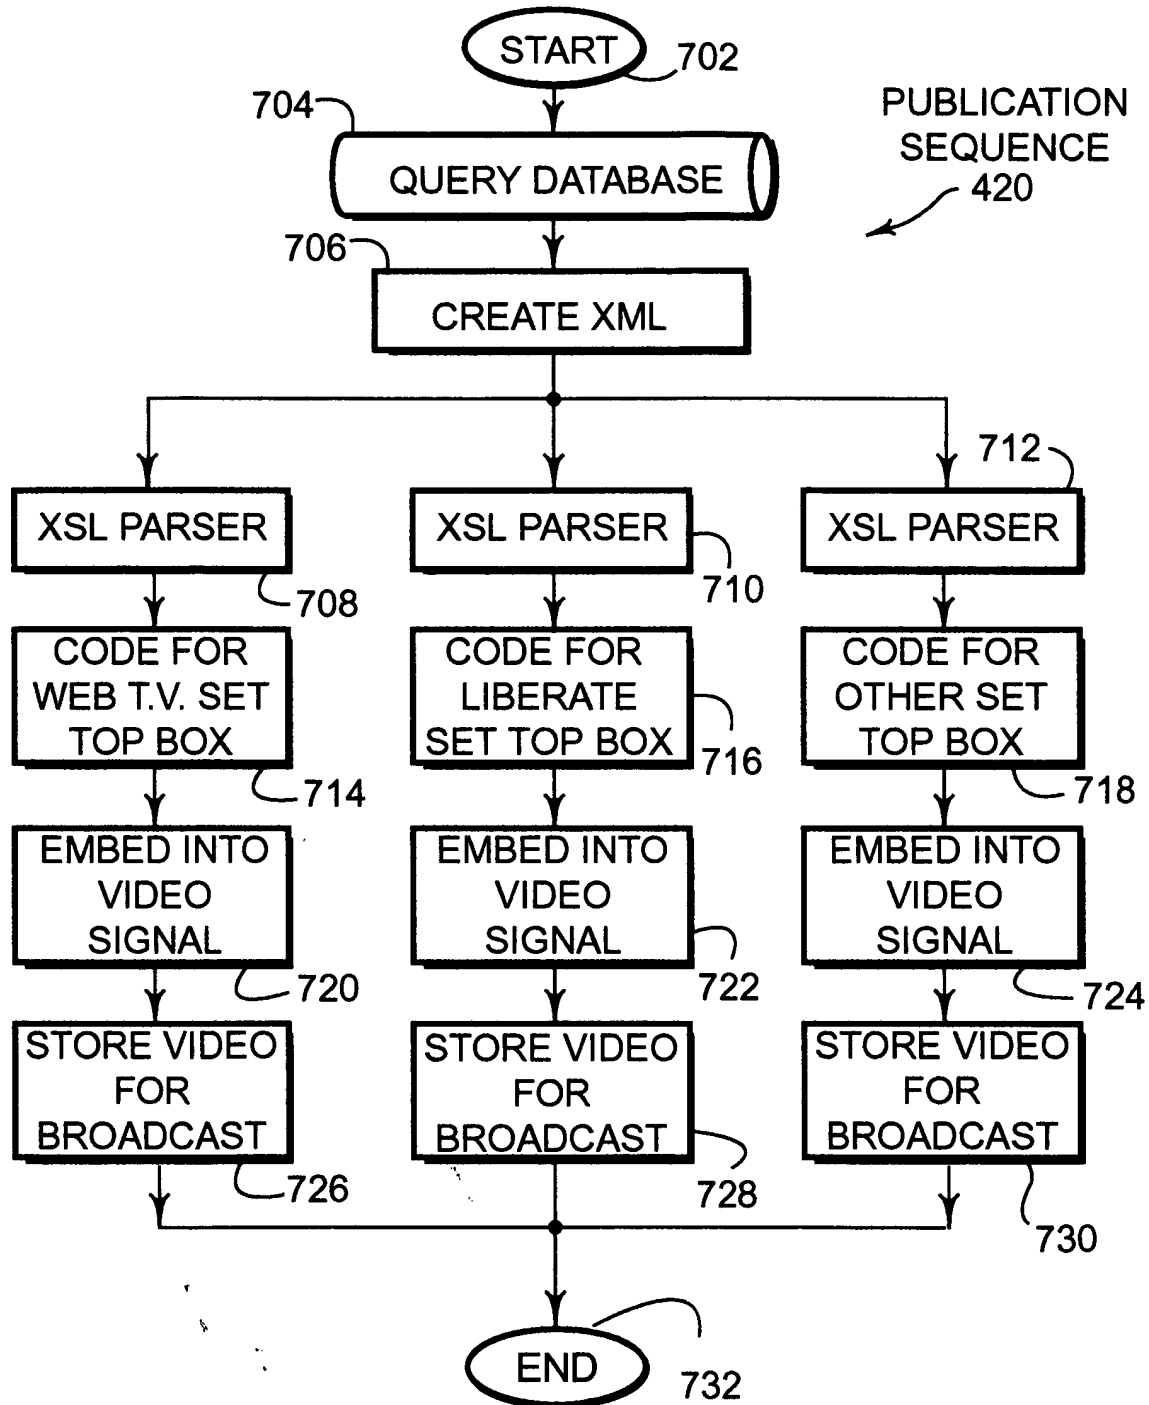 START
702
704
PUBLICATION
SEQUENCE
420
QUERY DATABASE
706
CREATE XML
712
XSL PARSER
XSL PARSER
XSL PARSER
708
710
CODE FOR
WEB T.V. SET
TOP BOX
CODE FOR
LIBERATE
SET TOP BOX
CODE FOR
OTHER SET
TOP BOX
714
716
718
EMBED INTO
VIDEO
SIGNAL
EMBED INTO
VIDEO
SIGNAL
EMBED INTO
VIDEO
SIGNAL
720
722
724
STORE VIDEO
FOR
BROADCAST
STORE VIDEO
FOR
BROADCAST
STORE VIDEO
FOR
BROADCAST
726
728
730
END
732